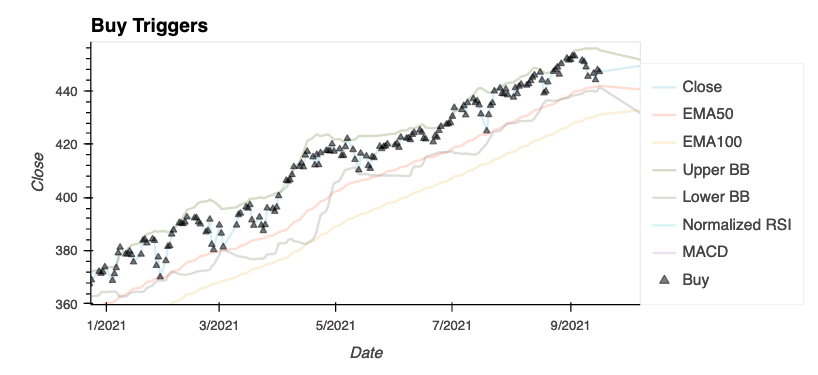 Buy Triggers
Close
440
420
400
380
360
1/2021
3/2021
5/2021
7/2021
9/2021
Date
Close
EMA50
EMA100
Upper BB
Lower BB
Normalized RSI
MACD
Buy